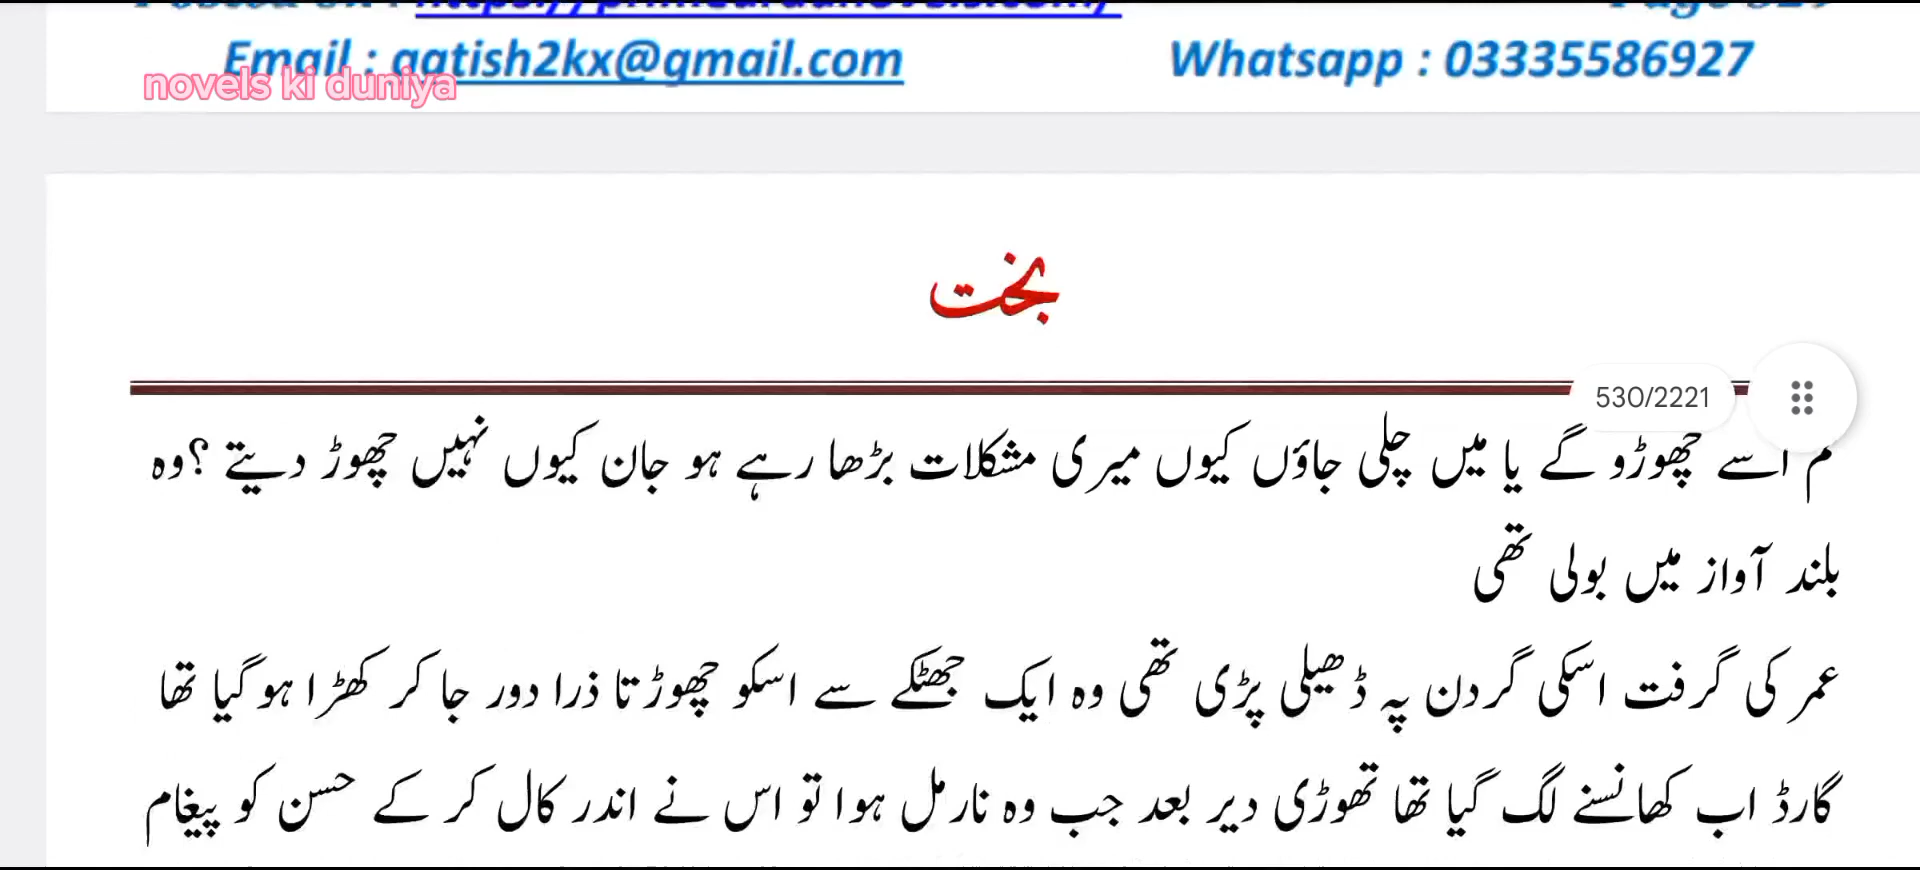 Email : aatish2kx@gmail.com Whatsapp : 03335586927
novels ki duniya
بخت
530/2221
اسے چھوڑو گے یا میں چلی جاؤں کیوں میری مشکلات بڑھا رہے ہو جان کیوں نہیں چھوڑ دیتے ؟ وہ
بلند آواز میں بولی تھی
عمر کی گرفت اسکی گردن پہ ڈھیلی پڑی تھی وہ ایک جھٹکے سے اسکو چھوڑتا ذرا دور جا کر کھڑا ہو گیا تھا
گارڈ اب کھانسنے لگ گیا تھا تھوڑی دیر بعد جب وہ نارمل ہوا تو اس نے اندر کال کر کے حسن کو پیغام